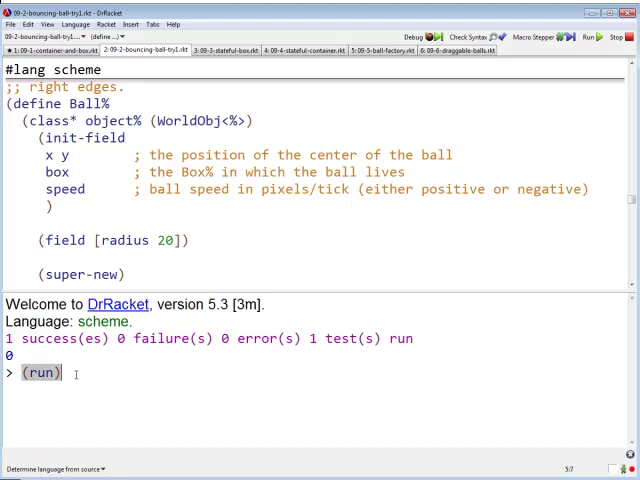 09-2-bouncing-ball-try1.rkt - DrRacket
File Edit View Language Racket Insert Tabs Help
09-2-bouncing-ball-try1.rkt▾ (define ...)▾ Debug Check Syntax Macro Stepper Run Stop
1: 09-1-container-and-box.rkt 2: 09-2-bouncing-ball-try1.rkt 3: 09-3-stateful-box.rkt 4: 09-4-stateful-container.rkt 5: 09-5-ball-factory.rkt 6: 09-6-draggable-balls.rkt
#lang scheme
;; right edges.
(define Ball%
(class* object% (WorldObj<%>)
(init-field
x y ; the position of the center of the ball
box ; the Box% in which the ball lives
speed ; ball speed in pixels/tick (either positive or negative)
)
(field [radius 20])
(super-new)
Welcome to DrRacket, version 5.3 [3m].
Language: scheme.
1 success(es) 0 failure(s) 0 error(s) 1 test(s) run
0
> (run)
Determine language from source▾ 5:7